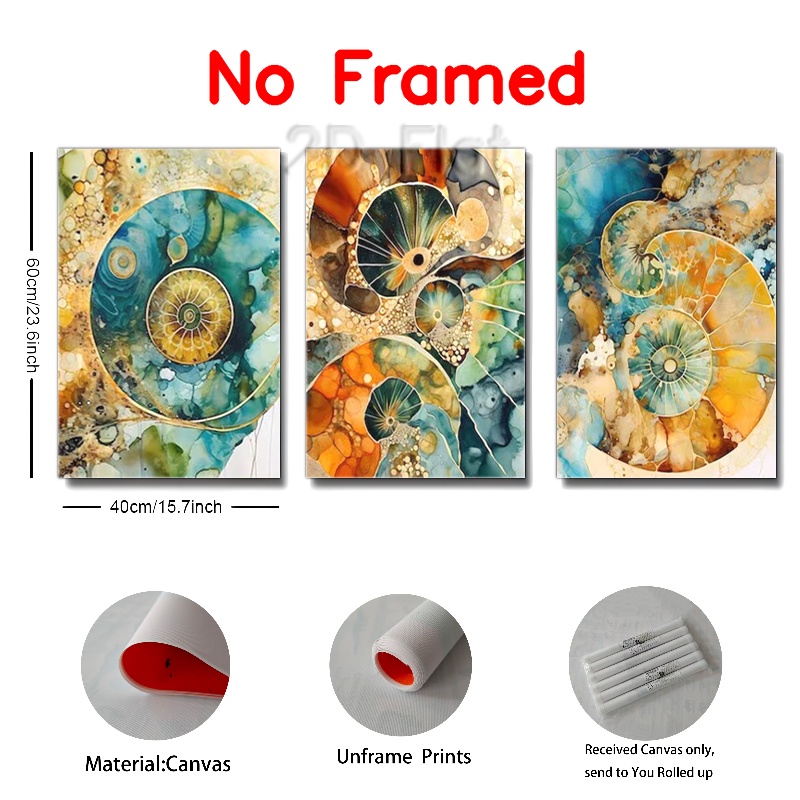 No Framed
2D Flat
60cm/23.6inch
40cm/15.7inch
Material:Canvas
Unframe Prints
Received Canvas only,
send to You Rolled up